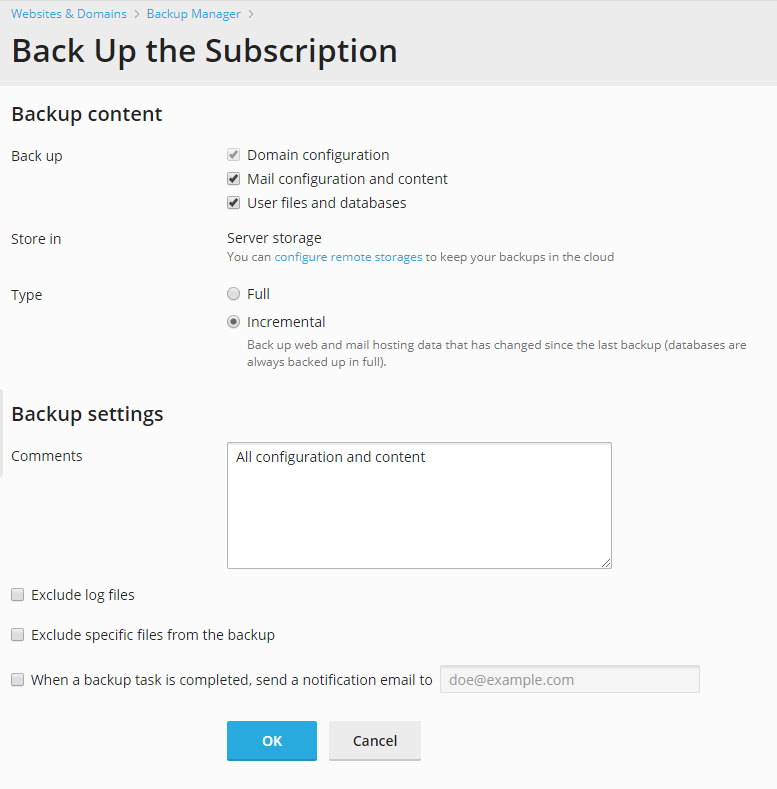 Websites & Domains > Backup Manager >
Back Up the Subscription
Backup content
Back up
Domain configuration
Mail configuration and content
User files and databases
Store in
Server storage
You can configure remote storages to keep your backups in the cloud
Type
Full
Incremental
Back up web and mail hosting data that has changed since the last backup (databases are
always backed up in full).
Backup settings
Comments
All configuration and content
Exclude log files
Exclude specific files from the backup
When a backup task is completed, send a notification email to doe@example.com
OK Cancel